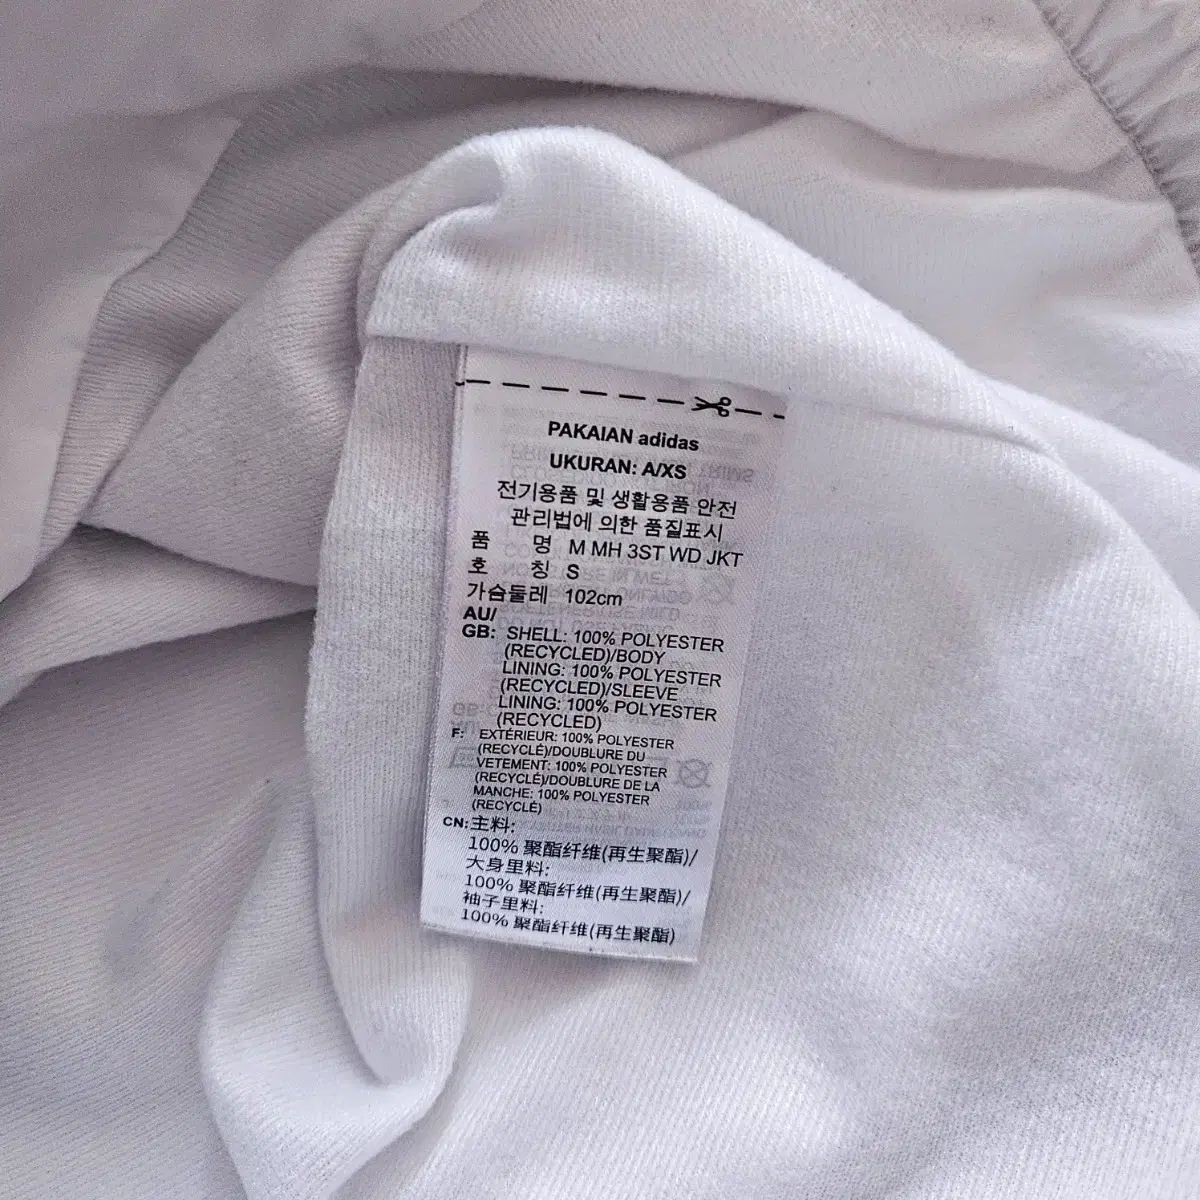 PAKAIAN adidas
UKURAN: A/XS
전기용품 및 생활용품 안전
관리법에 의한 품질표시
품 명 M MH 3ST WD JKT
호 칭 S
가슴둘레 102cm
AU/
GB: SHELL: 100% POLYESTER
(RECYCLED)/BODY
LINING: 100% POLYESTER
(RECYCLED)/SLEEVE
LINING: 100% POLYESTER
(RECYCLED)
F: EXTÉRIEUR: 100% POLYESTER
(RECYCLÉ)/DOUBLURE DU
VETEMENT: 100% POLYESTER
(RECYCLÉ)/DOUBLURE DE LA
MANCHE: 100% POLYESTER
(RECYCLÉ)
CN: 主料:
100% 聚酯纤维(再生聚酯)/
大身里料:
100% 聚酯纤维(再生聚酯)/
袖子里料:
100% 聚酯纤维(再生聚酯)